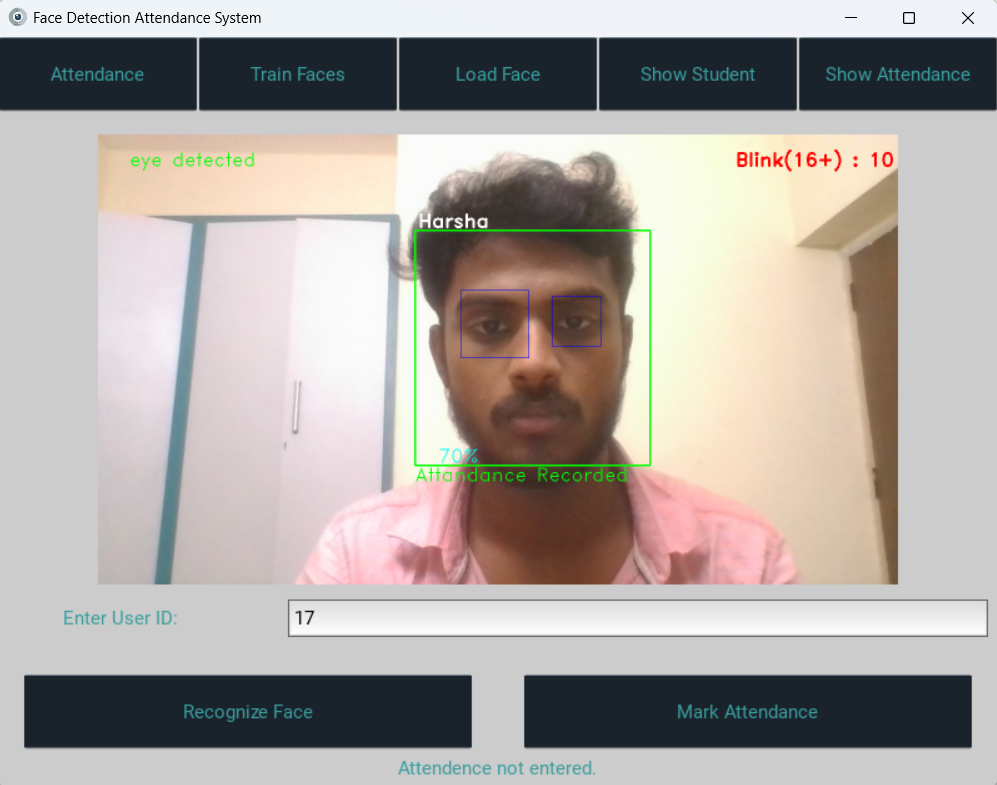 Face Detection Attendance System
Attendance
Train Faces
Load Face
Show Student
Show Attendance
eye detected
Blink(16+) : 10
Harsha
70%
Attandance Recorded
Enter User ID:
17
Recognize Face
Mark Attendance
Attendence not entered.